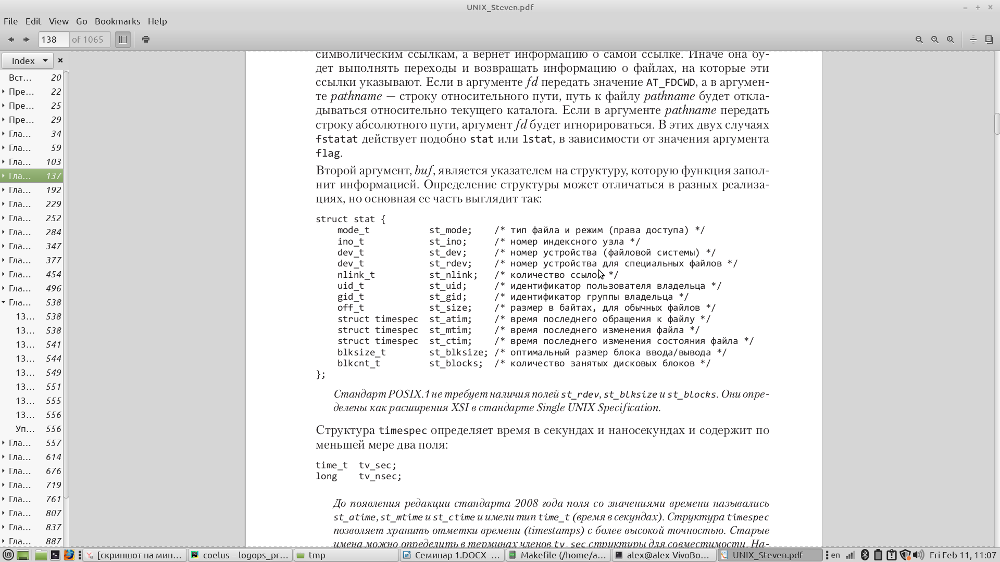 UNIX_Steven.pdf
File Edit View Go Bookmarks Help
138 of 1065
Index
Вст... 20
Пре... 22
Пре... 25
Пре... 29
Гла... 34
Гла... 59
Гла... 103
Гла... 137
Гла... 192
Гла... 229
Гла... 252
Гла... 284
Гла... 347
Гла... 377
Гла... 454
Гла... 496
Гла... 538
13... 538
13... 538
13... 541
13... 544
13... 549
13... 551
13... 555
13... 556
Уп... 556
Гла... 557
Гла... 614
Гла... 676
Гла... 719
Гла... 761
Гла... 807
Гла... 837
Гла... 887
символическим ссылкам, а вернет информацию о самой ссылке. Иначе она бу-
дет выполнять переходы и возвращать информацию о файлах, на которые эти
ссылки указывают. Если в аргументе fd передать значение AT_FDCWD, а в аргумен-
те pathname — строку относительного пути, путь к файлу pathname будет откла-
дываться относительно текущего каталога. Если в аргументе pathname передать
строку абсолютного пути, аргумент fd будет игнорироваться. В этих двух случаях
fstatat действует подобно stat или lstat, в зависимости от значения аргумента
flag.
Второй аргумент, buf, является указателем на структуру, которую функция запол-
нит информацией. Определение структуры может отличаться в разных реализа-
циях, но основная ее часть выглядит так:
struct stat {
mode_t st_mode; /* тип файла и режим (права доступа) */
ino_t st_ino; /* номер индексного узла */
dev_t st_dev; /* номер устройства (файловой системы) */
dev_t st_rdev; /* номер устройства для специальных файлов */
nlink_t st_nlink; /* количество ссылок */
uid_t st_uid; /* идентификатор пользователя владельца */
gid_t st_gid; /* идентификатор группы владельца */
off_t st_size; /* размер в байтах, для обычных файлов */
struct timespec st_atim; /* время последнего обращения к файлу */
struct timespec st_mtim; /* время последнего изменения файла */
struct timespec st_ctim; /* время последнего изменения состояния файла */
blksize_t st_blksize; /* оптимальный размер блока ввода/вывода */
blkcnt_t st_blocks; /* количество занятых дисковых блоков */
};
Стандарт POSIX.1 не требует наличия полей st_rdev, st_blksize и st_blocks. Они опре-
делены как расширения XSI в стандарте Single UNIX Specification.
Структура timespec определяет время в секундах и наносекундах и содержит по
меньшей мере два поля:
time_t tv_sec;
long tv_nsec;
До появления редакции стандарта 2008 года поля со значениями времени назывались
st_atime, st_mtime и st_ctime и имели тип time_t (время в секундах). Структура timespec
позволяет хранить отметки времени (timestamps) с более высокой точностью. Старые
имена можно определить в терминах членов tv_sec структуры для совместимости. На-
[скриншот на мин... coelus – logops_pr... tmp Семинар 1.DOCX -... Makefile (/home/a... alex@alex-VivoBo... UNIX_Steven.pdf en Fri Feb 11, 11:07